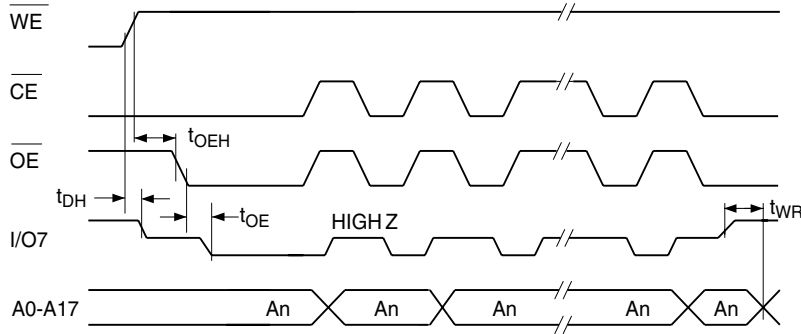 WE
CE
tOEH
OE
tDH
tOE
HIGH Z
tWR
I/O7
A0-A17
An
An
An
An
An